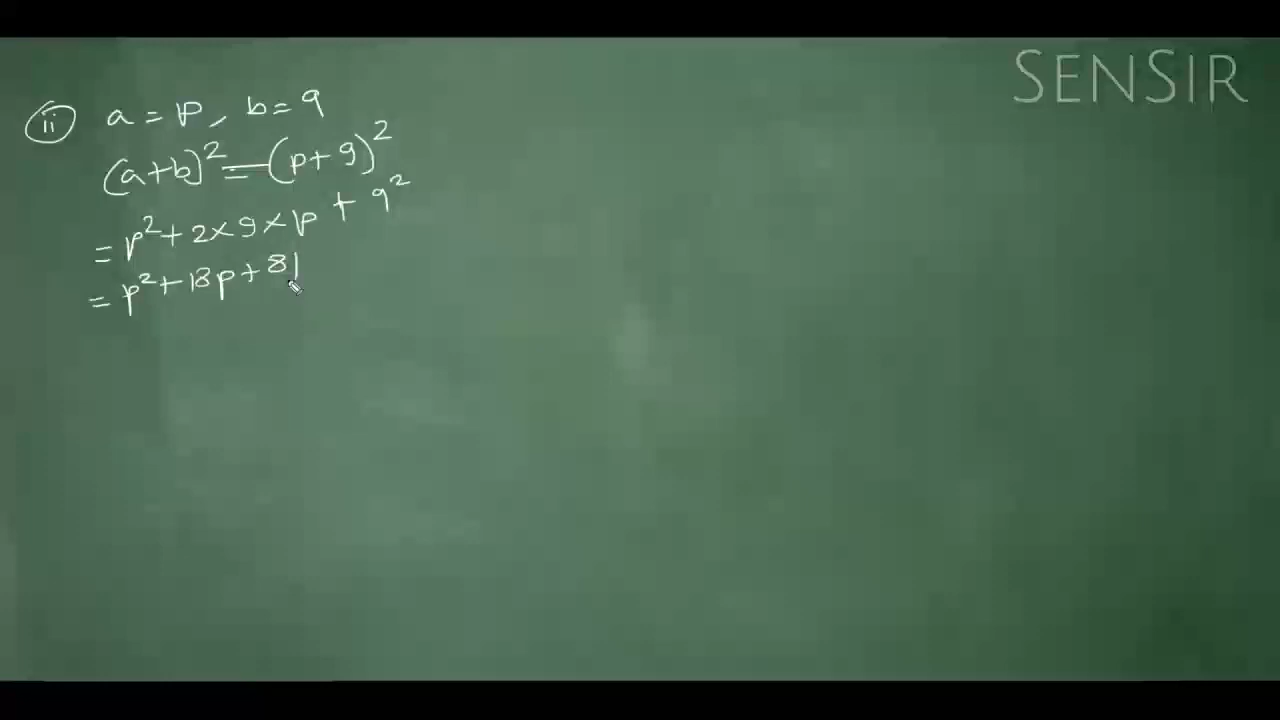 SENSIR
ii a = p, b = 9
(a+b)² = (p+9)²
= p² + 2×9×p + 9²
= p² + 18p + 81